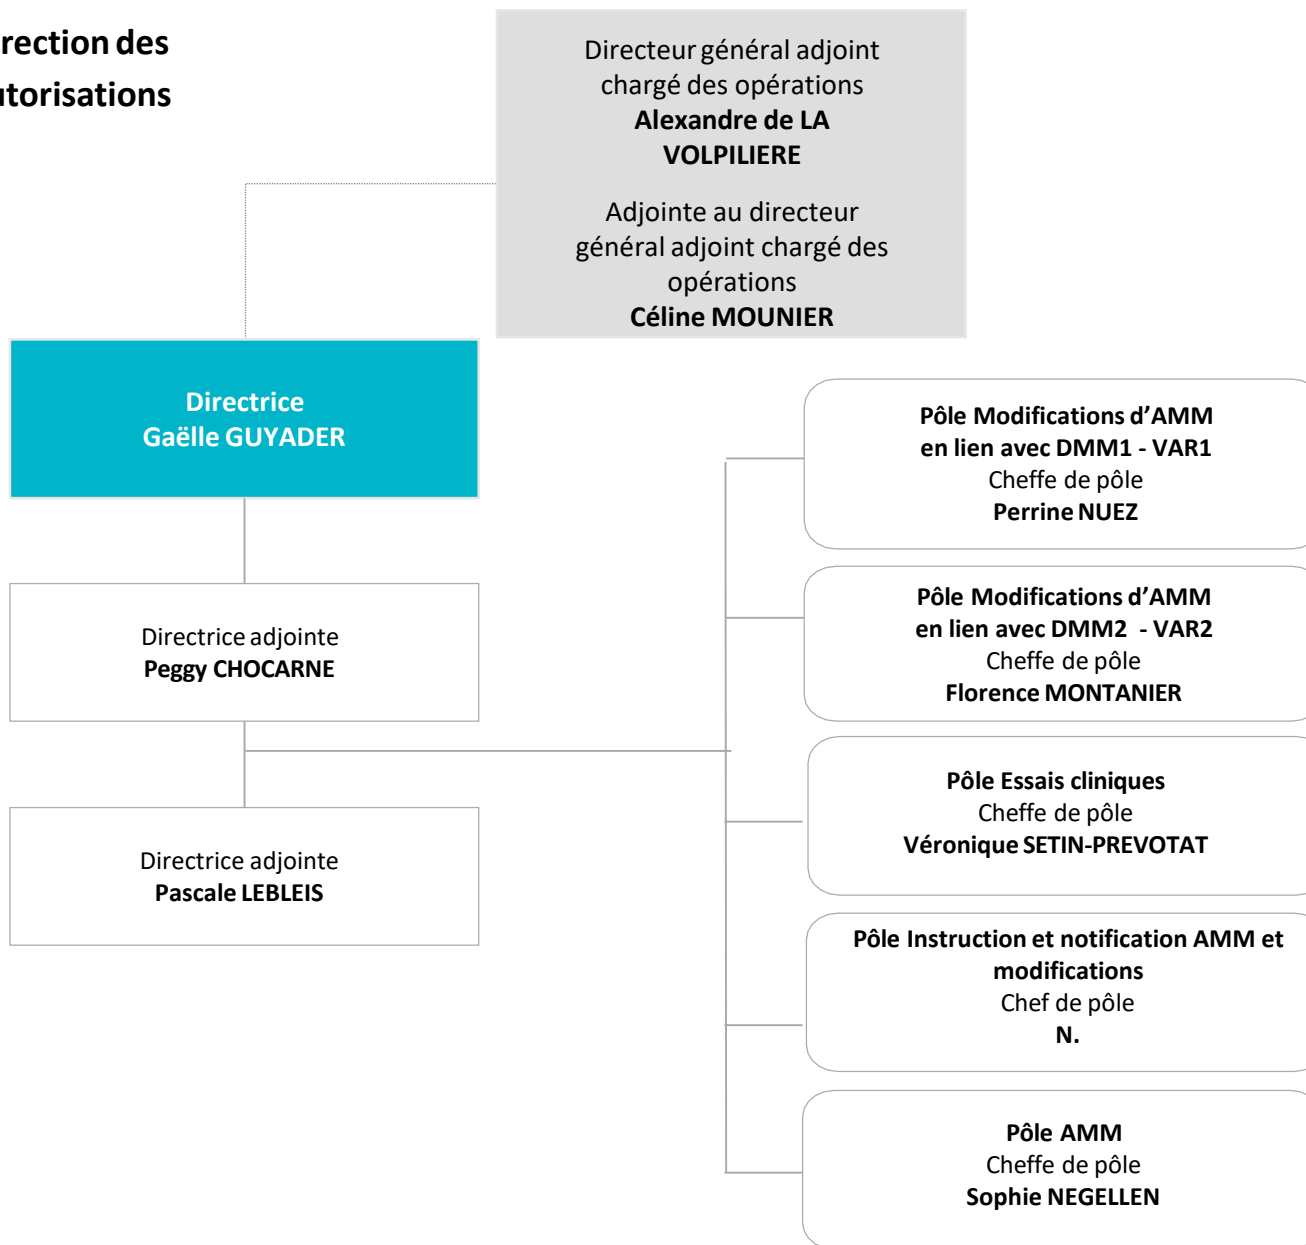 rection des
utorisations
Directeur général adjoint
chargé des opérations
Alexandre de LA
VOLPILIERE
Adjointe au directeur
général adjoint chargé des
opérations
Céline MOUNIER
Directrice
Gaëlle GUYADER
Directrice adjointe
Peggy CHOCARNE
Directrice adjointe
Pascale LEBLEIS
Pôle Modifications d’AMM
en lien avec DMM1 - VAR1
Cheffe de pôle
Perrine NUEZ
Pôle Modifications d’AMM
en lien avec DMM2 - VAR2
Cheffe de pôle
Florence MONTANIER
Pôle Essais cliniques
Cheffe de pôle
Véronique SETIN-PREVOTAT
Pôle Instruction et notification AMM et
modifications
Chef de pôle
N.
Pôle AMM
Cheffe de pôle
Sophie NEGELLEN